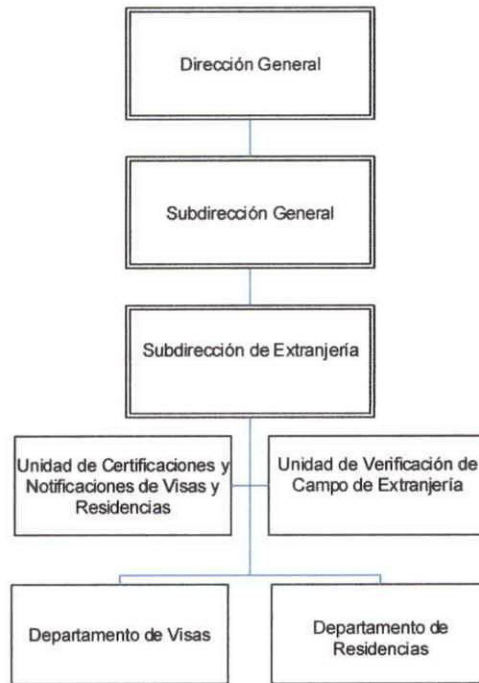 Dirección General
Subdirección General
Subdirección de Extranjería
Unidad de Certificaciones y
Notificaciones de Visas y
Residencias
Unidad de Verificación de
Campo de Extranjería
Departamento de Visas
Departamento de
Residencias